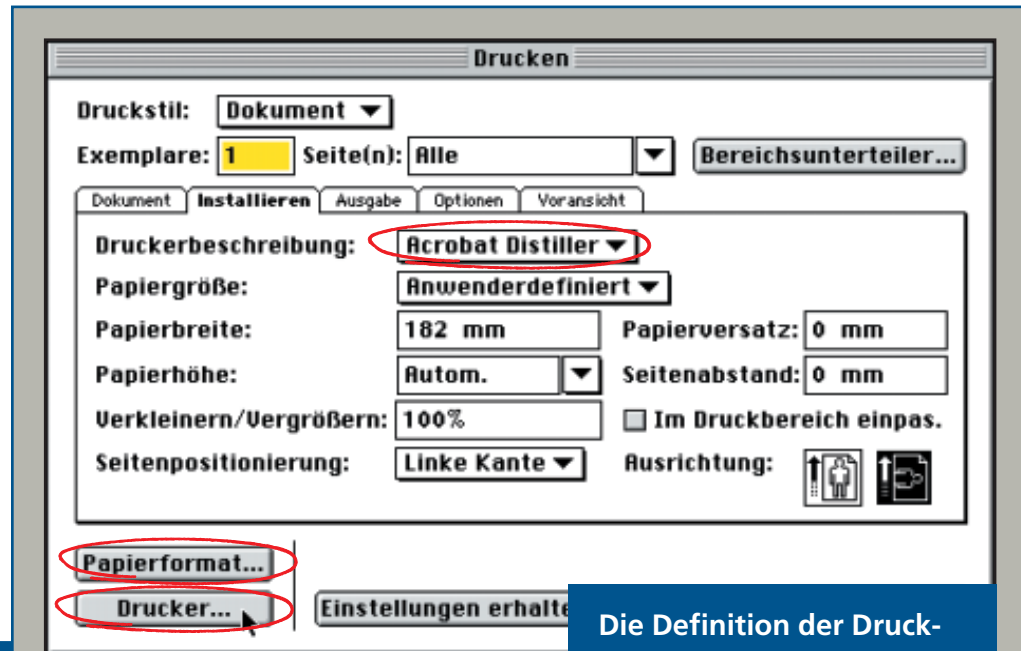 Drucken
Druckstil: Dokument
Exemplare: 1 Seite(n): Alle Bereichsunterteiler...
Dokument Installieren Ausgabe Optionen Voransicht
Druckerbeschreibung: Acrobat Distiller
Papiergröße: Anwenderdefiniert
Papierbreite: 182 mm Papierversatz: 0 mm
Papierhöhe: Autom. Seitenabstand: 0 mm
Verkleinern/Vergrößern: 100% Im Druckbereich einpas.
Seitenpositionierung: Linke Kante Ausrichtung:
Papierformat...
Drucker... Einstellungen erhalte
Die Definition der Druck-